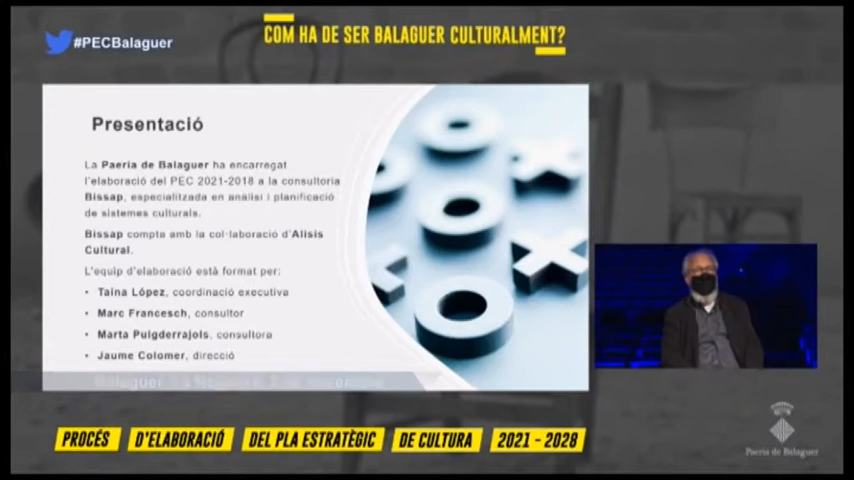 #PECBalaguer
COM HA DE SER BALAGUER CULTURALMENT?
Presentació
La Paeria de Balaguer ha encarregat
l'elaboració del PEC 2021-2018 a la consultoria
Bissap, especialitzada en anàlisi i planificació
de sistemes culturals.
Bissap compta amb la col·laboració d'Alisis
Cultural.
L'equip d'elaboració està format per:
• Taina López, coordinació executiva
• Marc Francesch, consultor
• Marta Puigderrajols, consultora
• Jaume Colomer, direcció
PROCÉS D'ELABORACIÓ DEL PLA ESTRATÈGIC DE CULTURA 2021 - 2028
Paeria de Balaguer